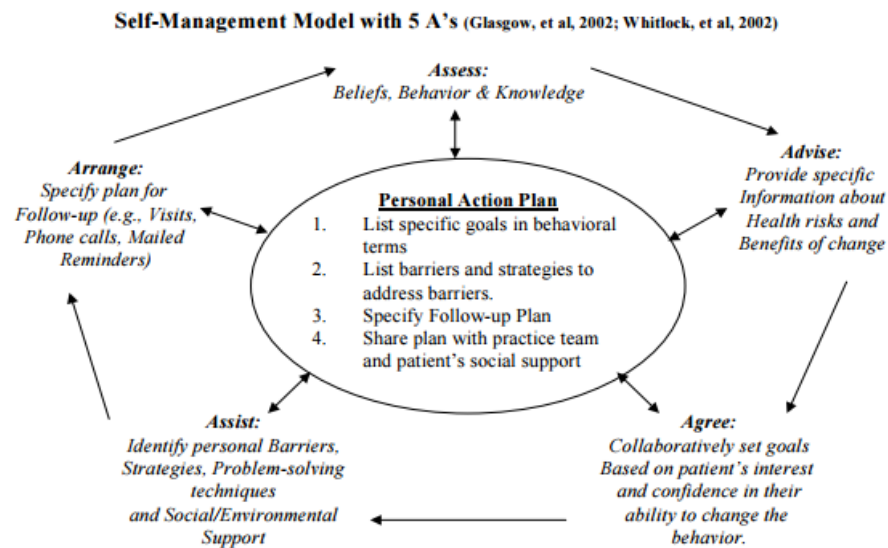 Self-Management Model with 5 A's (Glasgow, et al, 2002; Whitlock, et al, 2002)
Assess:
Beliefs, Behavior & Knowledge
Advise:
Provide specific
Information about
Health risks and
Benefits of change
Agree:
Collaboratively set goals
Based on patient's interest
and confidence in their
ability to change the
behavior.
Assist:
Identify personal Barriers,
Strategies, Problem-solving
techniques
and Social/Environmental
Support
Arrange:
Specify plan for
Follow-up (e.g., Visits,
Phone calls, Mailed
Reminders)
Personal Action Plan
1. List specific goals in behavioral
terms
2. List barriers and strategies to
address barriers.
3. Specify Follow-up Plan
4. Share plan with practice team
and patient's social support